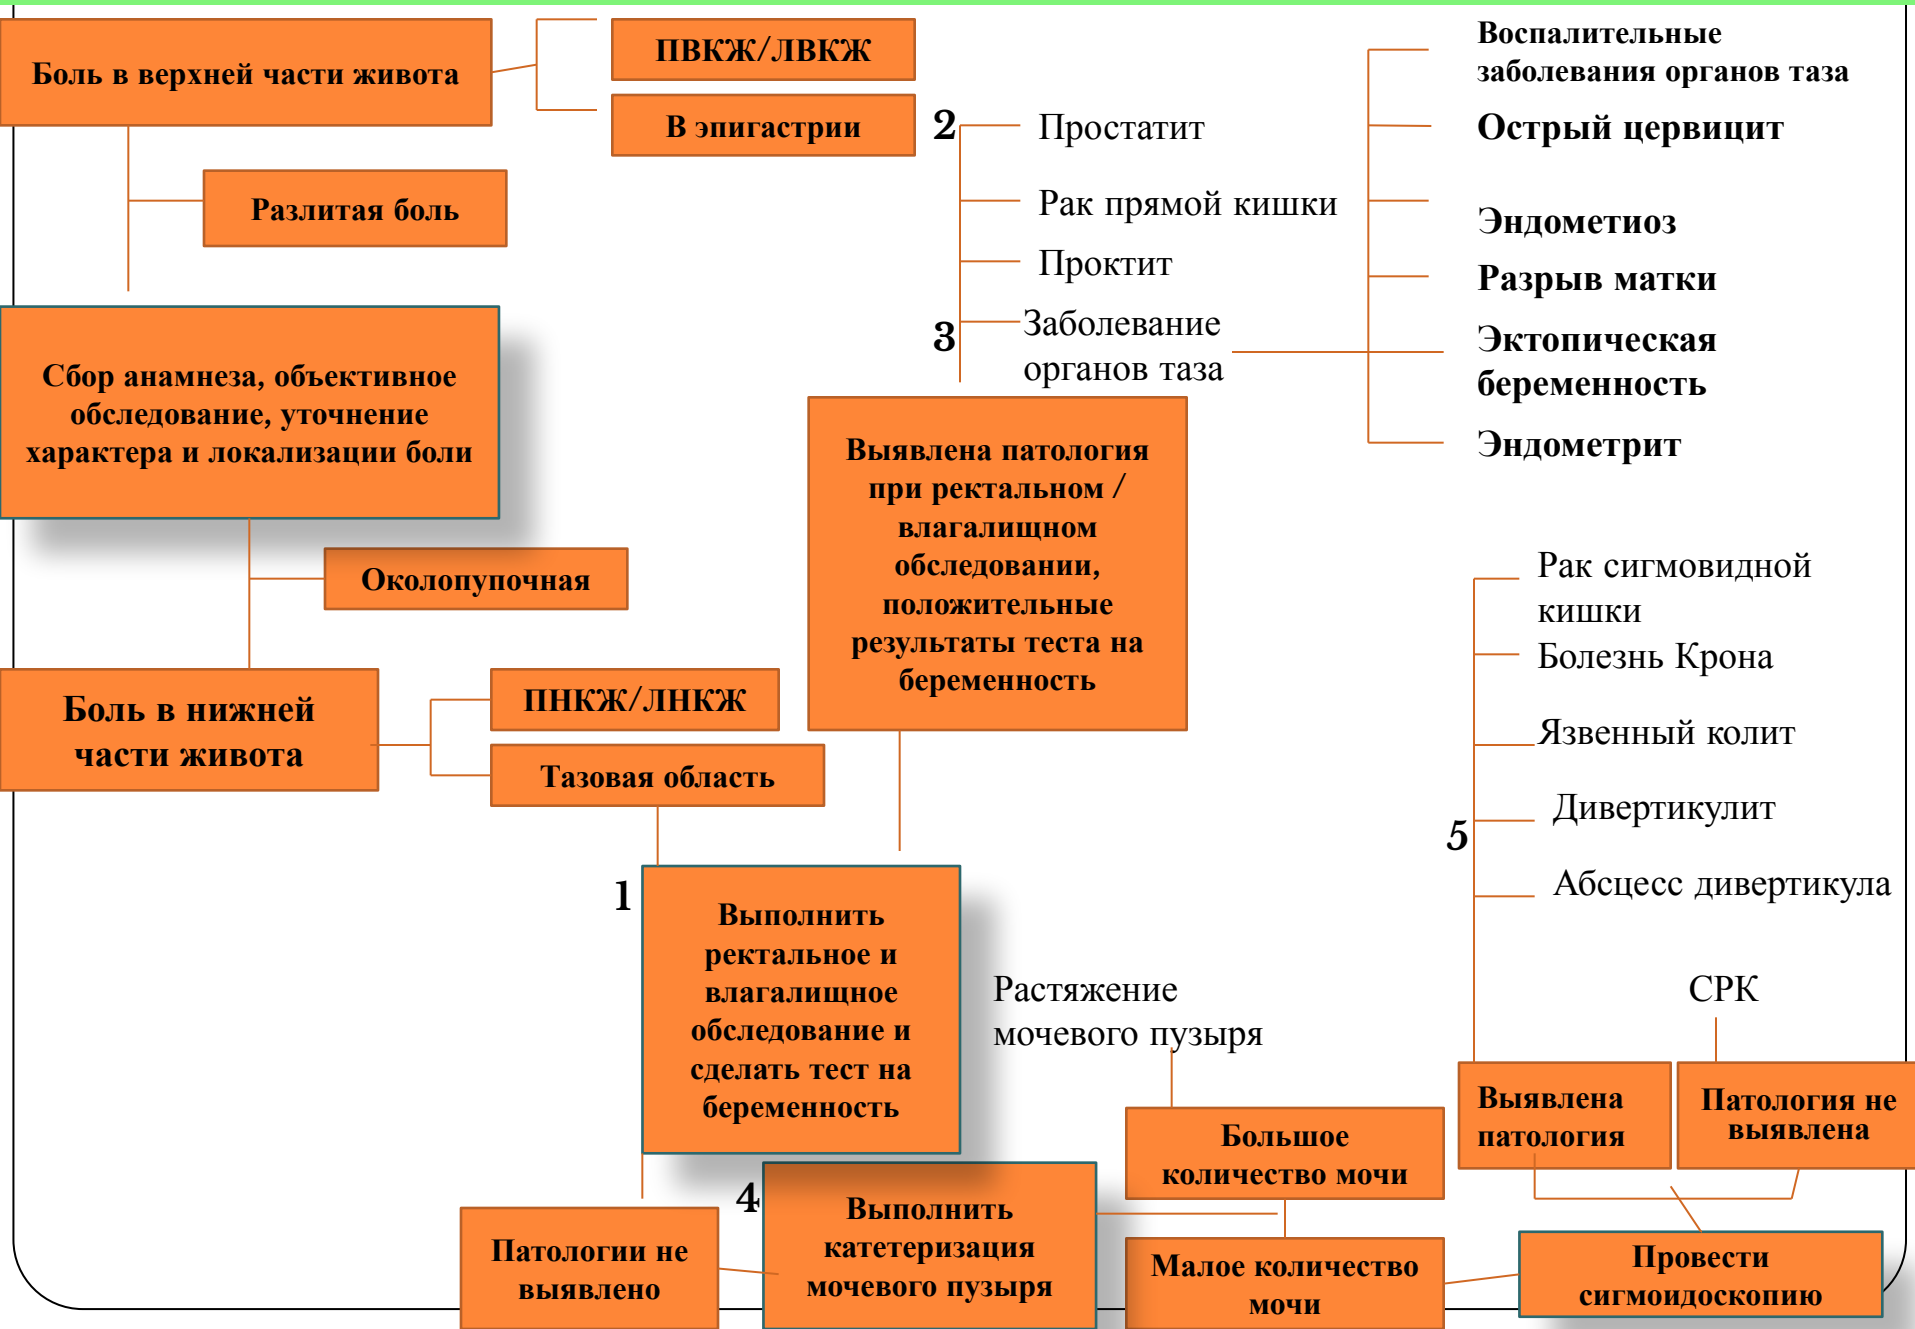 Боль в верхней части живота
ПВКЖ/ЛВКЖ
В эпигастрии
Разлитая боль
Сбор анамнеза, объективное
обследование, уточнение
характера и локализации боли
Околопупочная
Боль в нижней
части живота
ПНКЖ/ЛНКЖ
Тазовая область
1
Выполнить
ректальное и
влагалищное
обследование и
сделать тест на
беременность
Выявлена патология
при ректальном /
влагалищном
обследовании,
положительные
результаты теста на
беременность
2
Простатит
Рак прямой кишки
Проктит
3
Заболевание
органов таза
Воспалительные
заболевания органов таза
Острый цервицит
Эндометиоз
Разрыв матки
Эктопическая
беременность
Эндометрит
Патологии не
выявлено
4
Выполнить
катетеризация
мочевого пузыря
Растяжение
мочевого пузыря
Большое
количество мочи
Малое количество
мочи
Провести
сигмоидоскопию
Выявлена
патология
Патология не
выявлена
СРК
5
Рак сигмовидной
кишки
Болезнь Крона
Язвенный колит
Дивертикулит
Абсцесс дивертикула